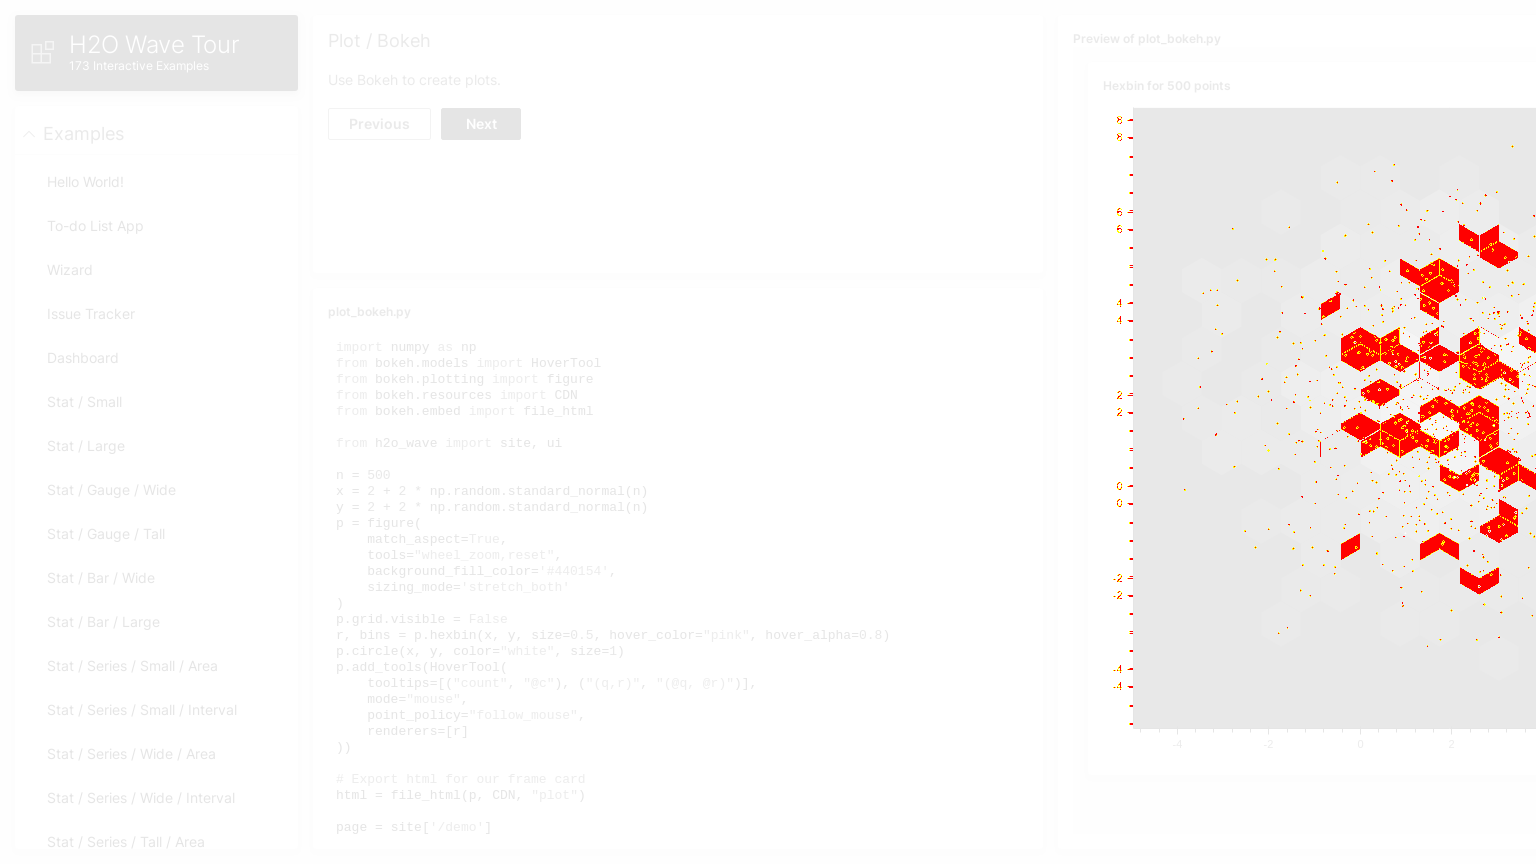 H2O Wave Tour
173 Interactive Examples
Examples
Hello World!
To-do List App
Wizard
Issue Tracker
Dashboard
Stat / Small
Stat / Large
Stat / Gauge / Wide
Stat / Gauge / Tall
Stat / Bar / Wide
Stat / Bar / Large
Stat / Series / Small / Area
Stat / Series / Small / Interval
Stat / Series / Wide / Area
Stat / Series / Wide / Interval
Stat / Series / Tall / Area
Plot / Bokeh
Use Bokeh to create plots.
Previous
Next
plot_bokeh.py
import numpy as np
from bokeh.models import HoverTool
from bokeh.plotting import figure
from bokeh.resources import CDN
from bokeh.embed import file_html
from h2o_wave import site, ui
n = 500
x = 2 + 2 * np.random.standard_normal(n)
y = 2 + 2 * np.random.standard_normal(n)
p = figure(
    match_aspect=True,
    tools="wheel_zoom,reset",
    background_fill_color='#440154',
    sizing_mode='stretch_both'
)
p.grid.visible = False
r, bins = p.hexbin(x, y, size=0.5, hover_color="pink", hover_alpha=0.8)
p.circle(x, y, color="white", size=1)
p.add_tools(HoverTool(
    tooltips=[("count", "@c"), ("(q,r)", "(@q, @r)")],
    mode="mouse",
    point_policy="follow_mouse",
    renderers=[r]
))
# Export html for our frame card
html = file_html(p, CDN, "plot")
page = site['/demo']
Preview of plot_bokeh.py
Hexbin for 500 points
8
8
6
6
4
4
2
2
0
0
-2
-2
-4
-4
-4 -2 0 2